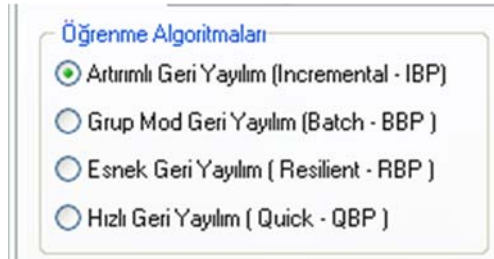 Öğrenme Algoritmaları
Artırımlı Geri Yayılım (Incremental - IBP)
Grup Mod Geri Yayılım (Batch - BBP )
Esnek Geri Yayılım ( Resilient - RBP )
Hızlı Geri Yayılım ( Quick - QBP )